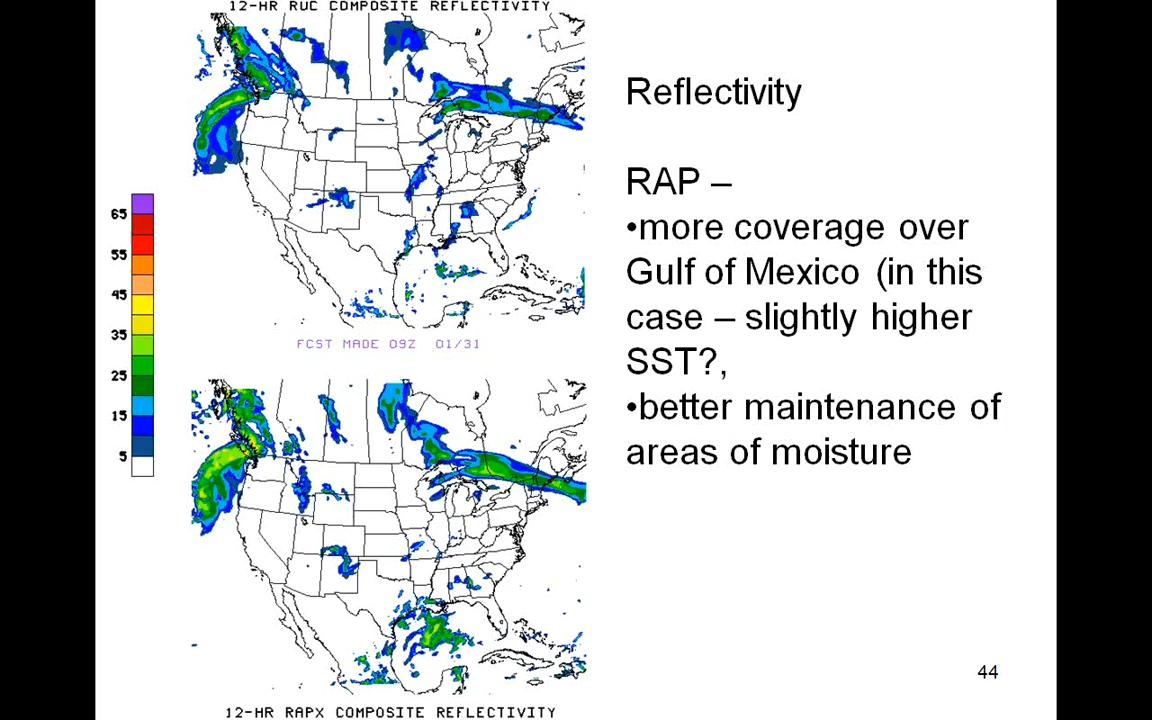 12-HR RUC COMPOSITE REFLECTIVITY
65
55
45
35
25
15
5
FCST MADE 09Z 01/31
12-HR RAPX COMPOSITE REFLECTIVITY
Reflectivity
RAP –
•more coverage over
Gulf of Mexico (in this
case – slightly higher
SST?,
•better maintenance of
areas of moisture
44